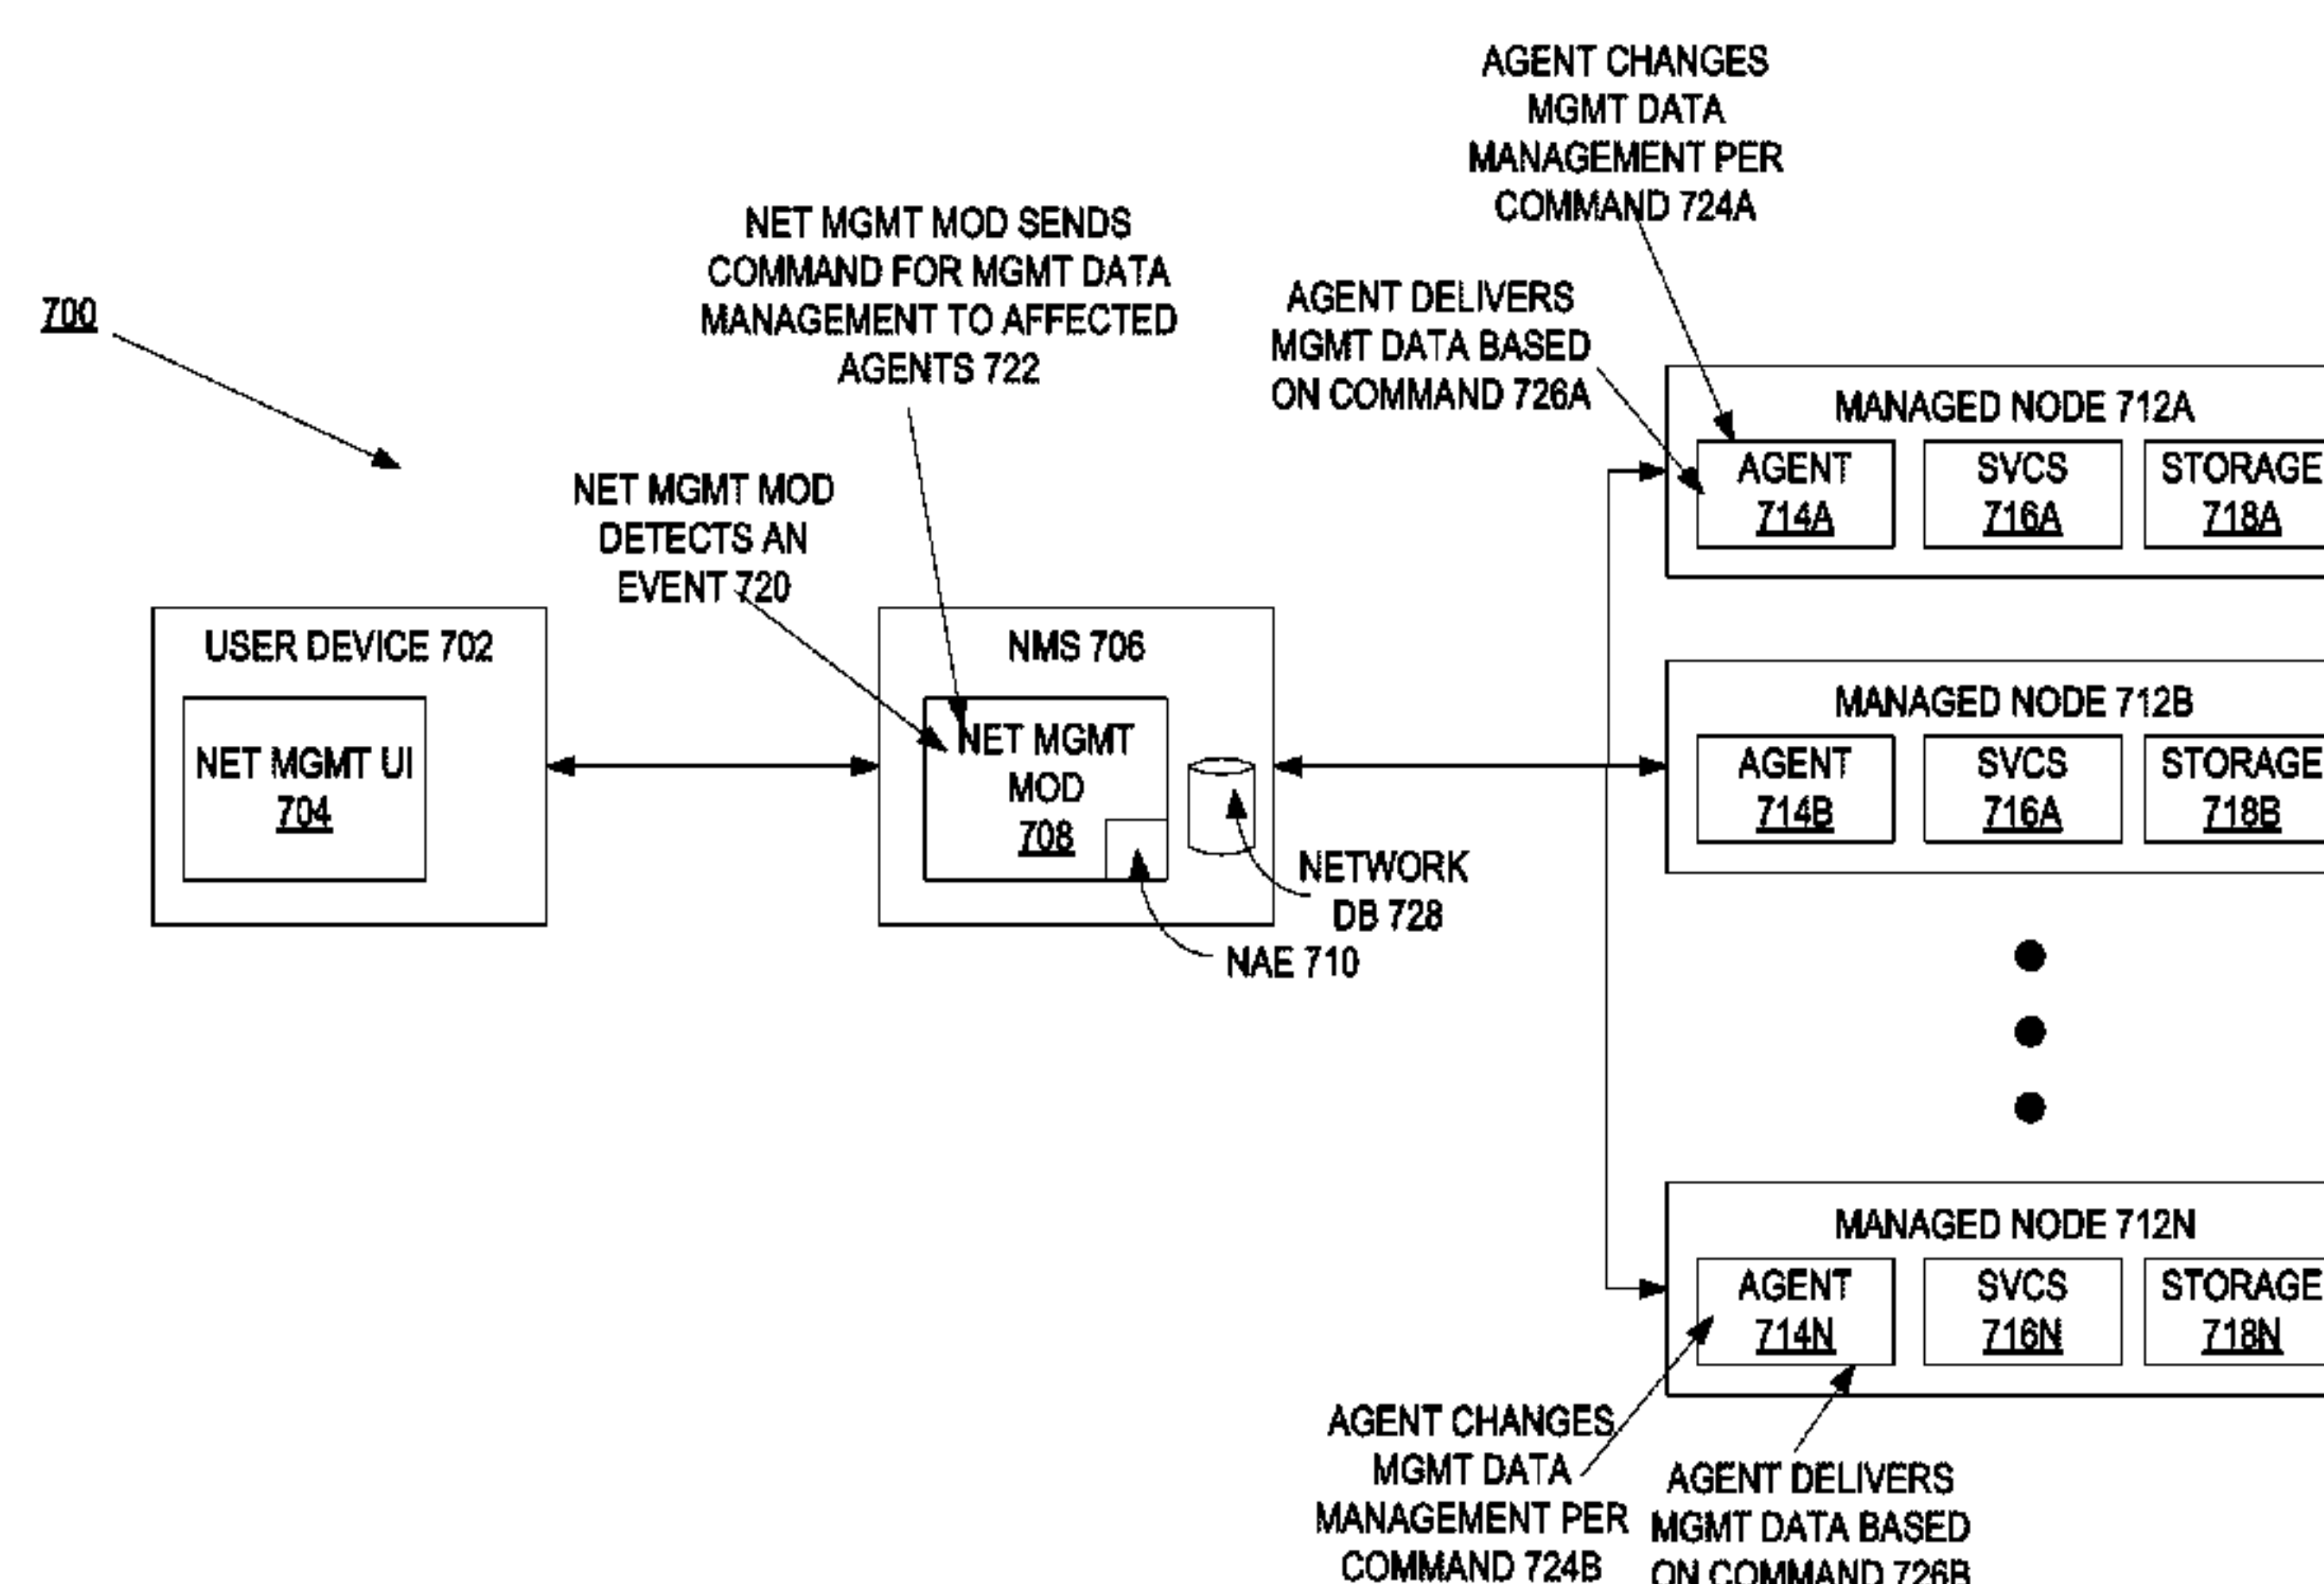 AGENT CHANGES
MGMT DATA
MANAGEMENT PER
COMMAND 724A
NET MGMT MOD SENDS
COMMAND FOR MGMT DATA
MANAGEMENT TO AFFECTED
AGENTS 722
700
AGENT DELIVERS
MGMT DATA BASED
ON COMMAND 726A
NET MGMT MOD
DETECTS AN
EVENT 720
MANAGED NODE 712A
AGENT
714A
SVCS
716A
STORAGE
718A
USER DEVICE 702
NET MGMT UI
704
NMS 706
NET MGMT
MOD
708
NETWORK
DB 728
NAE 710
MANAGED NODE 712B
AGENT
714B
SVCS
716A
STORAGE
718B
MANAGED NODE 712N
AGENT
714N
SVCS
716N
STORAGE
718N
AGENT CHANGES
MGMT DATA
MANAGEMENT PER
COMMAND 724B
AGENT DELIVERS
MGMT DATA BASED
ON COMMAND 726B